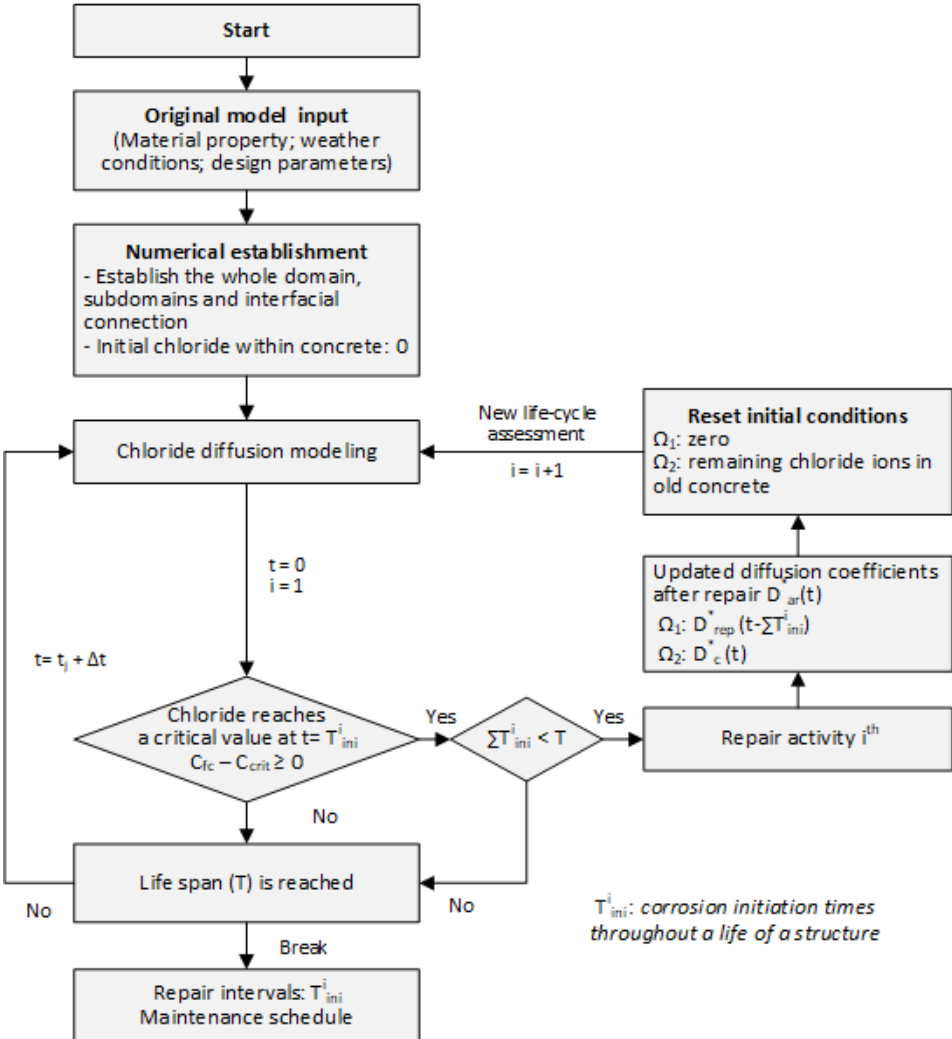 Start
Original model input
(Material property; weather
conditions; design parameters)
Numerical establishment
- Establish the whole domain,
subdomains and interfacial
connection
- Initial chloride within concrete: 0
Chloride diffusion modeling
New life-cycle
assessment
i = i+1
Reset initial conditions
Ω₁: zero
Ω₂: remaining chloride ions in
old concrete
t = 0
i = 1
Updated diffusion coefficients
after repair D*ar(t)
Ω₁: D*rep (t-∑Tⁱini)
Ω₂: D*c (t)
t= tj + Δt
Chloride reaches
a critical value at t= Tⁱini
Cfc – Ccrit ≥ 0
Yes
∑Tⁱini < T
Yes
Repair activity iᵗʰ
No
Life span (T) is reached
No
No
Tⁱini: corrosion initiation times
throughout a life of a structure
Break
Repair intervals: Tⁱini
Maintenance schedule